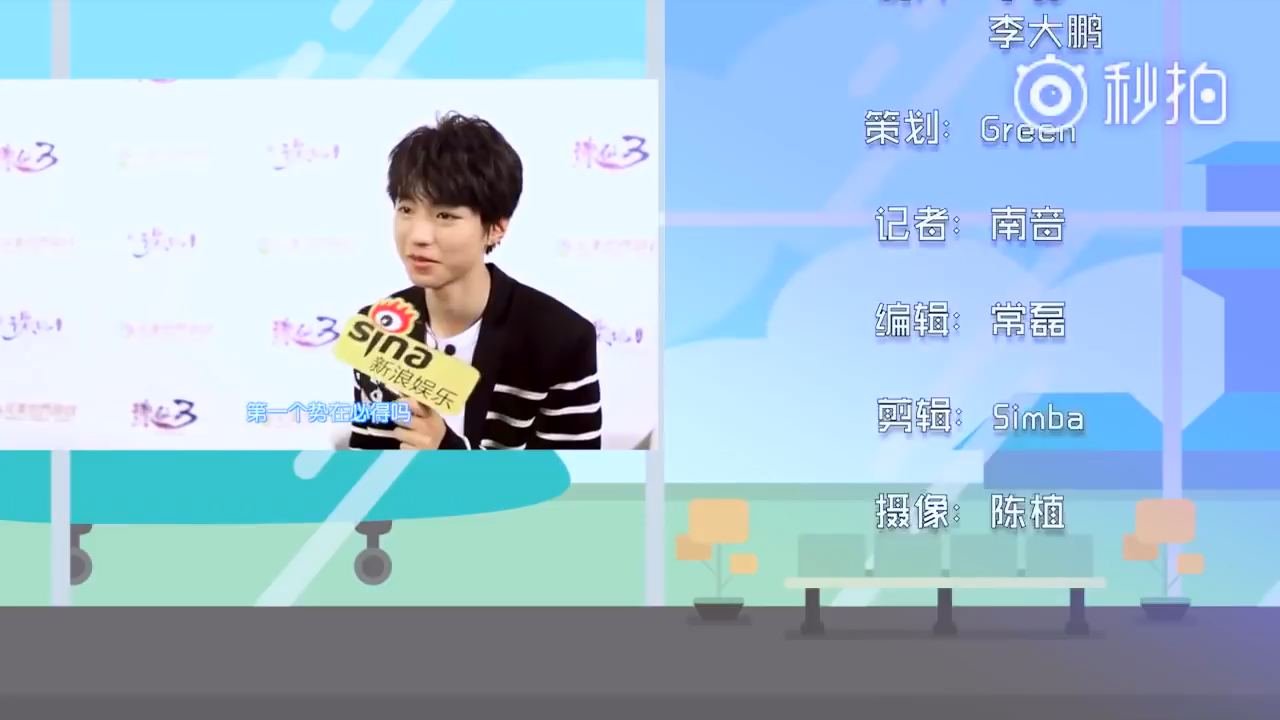 李大鹏
秒拍
策划: Green
记者: 南音
编辑: 常磊
剪辑: Simba
摄像: 陈植
sina
新浪娱乐
第一个势在必得吗